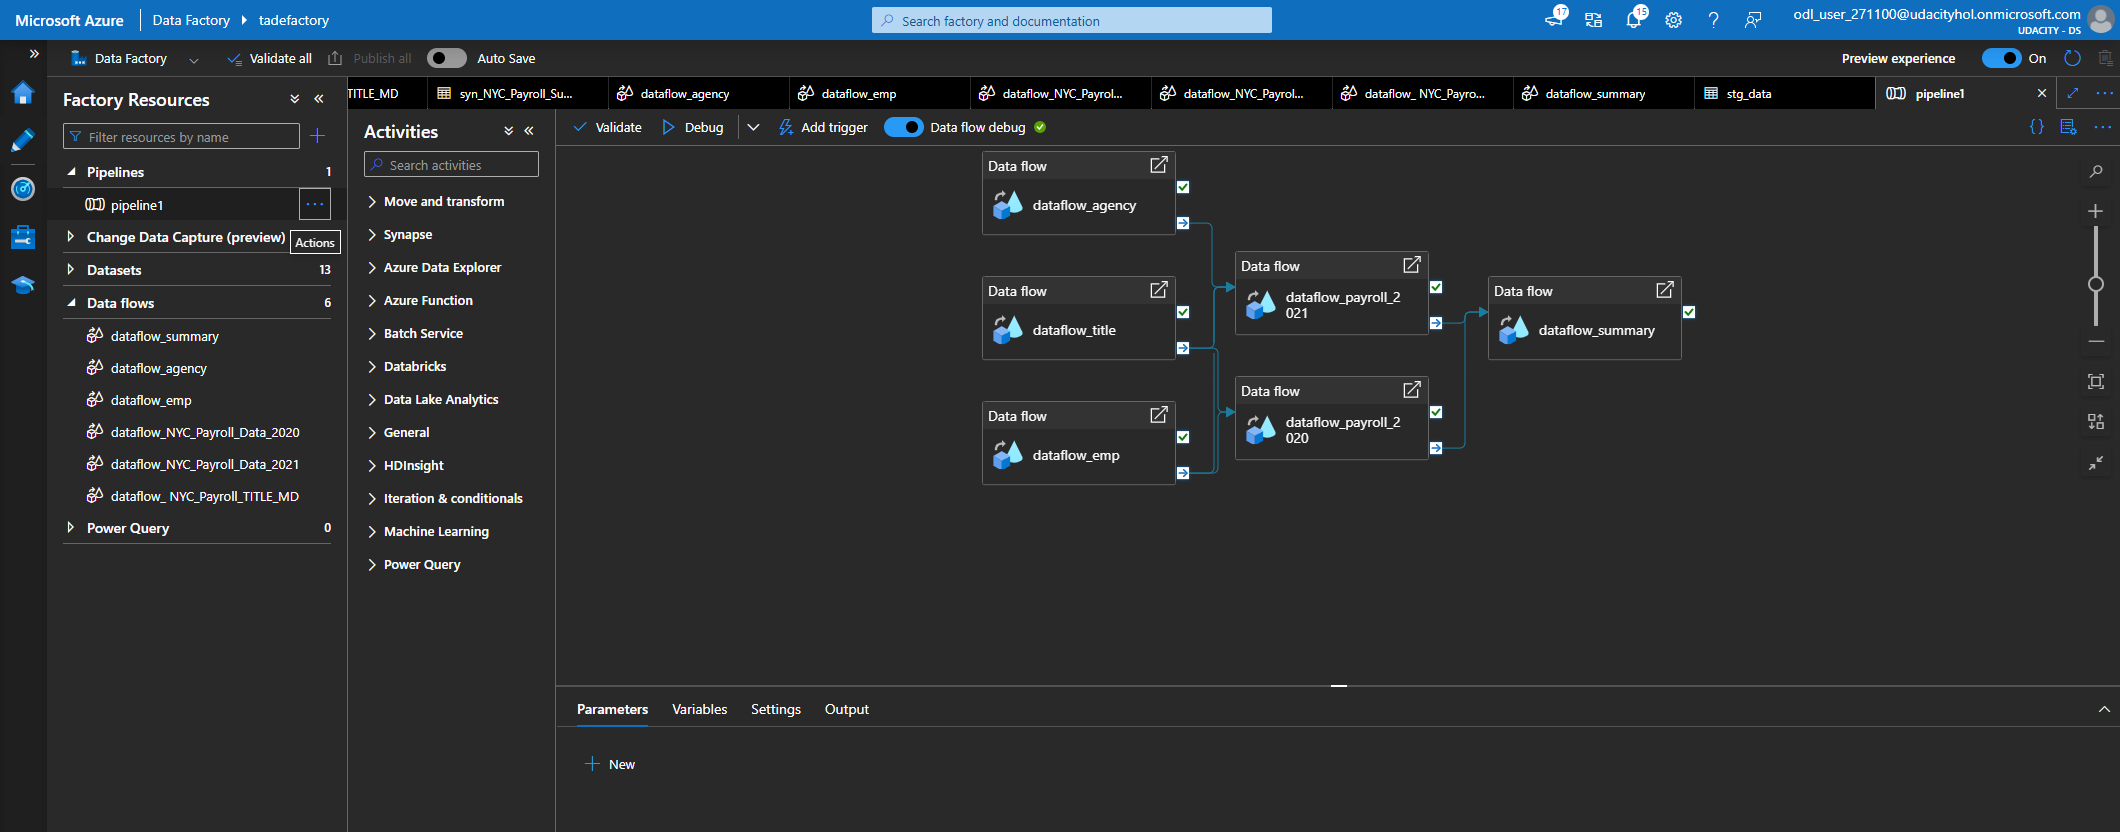 Microsoft Azure
Data Factory
tadefactory
Search factory and documentation
17
15
odl_user_271100@udacityhol.onmicrosoft.com
UDACITY - DS
Data Factory
Validate all
Publish all
Auto Save
Preview experience
On
Factory Resources
Filter resources by name
Pipelines 1
pipeline1
Change Data Capture (preview)
Actions
Datasets 13
Data flows 6
dataflow_summary
dataflow_agency
dataflow_emp
dataflow_NYC_Payroll_Data_2020
dataflow_NYC_Payroll_Data_2021
dataflow_ NYC_Payroll_TITLE_MD
Power Query 0
TITLE_MD
syn_NYC_Payroll_Su...
dataflow_agency
dataflow_emp
dataflow_NYC_Payrol...
dataflow_NYC_Payrol...
dataflow_ NYC_Payro...
dataflow_summary
stg_data
pipeline1
Activities
Search activities
Move and transform
Synapse
Azure Data Explorer
Azure Function
Batch Service
Databricks
Data Lake Analytics
General
HDInsight
Iteration & conditionals
Machine Learning
Power Query
Validate
Debug
Add trigger
Data flow debug
Data flow
dataflow_agency
Data flow
dataflow_title
Data flow
dataflow_emp
Data flow
dataflow_payroll_2
021
Data flow
dataflow_payroll_2
020
Data flow
dataflow_summary
Parameters
Variables
Settings
Output
New